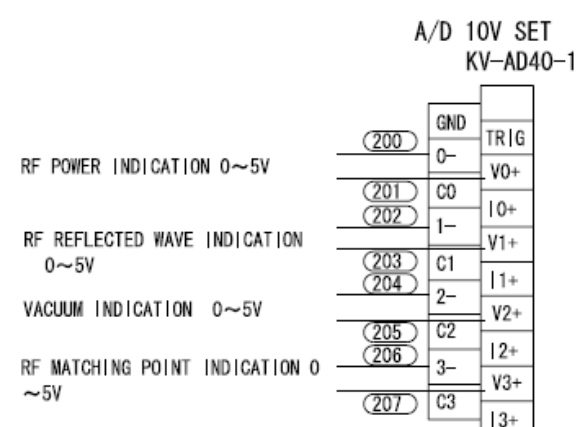 A/D 10V SET
KV-AD40-1
GND
TRIG
200
0-
RF POWER INDICATION 0～5V
V0+
201
C0
202
I0+
1-
RF REFLECTED WAVE INDICATION
V1+
0～5V
203
C1
204
I1+
2-
VACUUM INDICATION 0～5V
V2+
205
C2
206
I2+
3-
RF MATCHING POINT INDICATION 0
V3+
～5V
207
C3
I3+